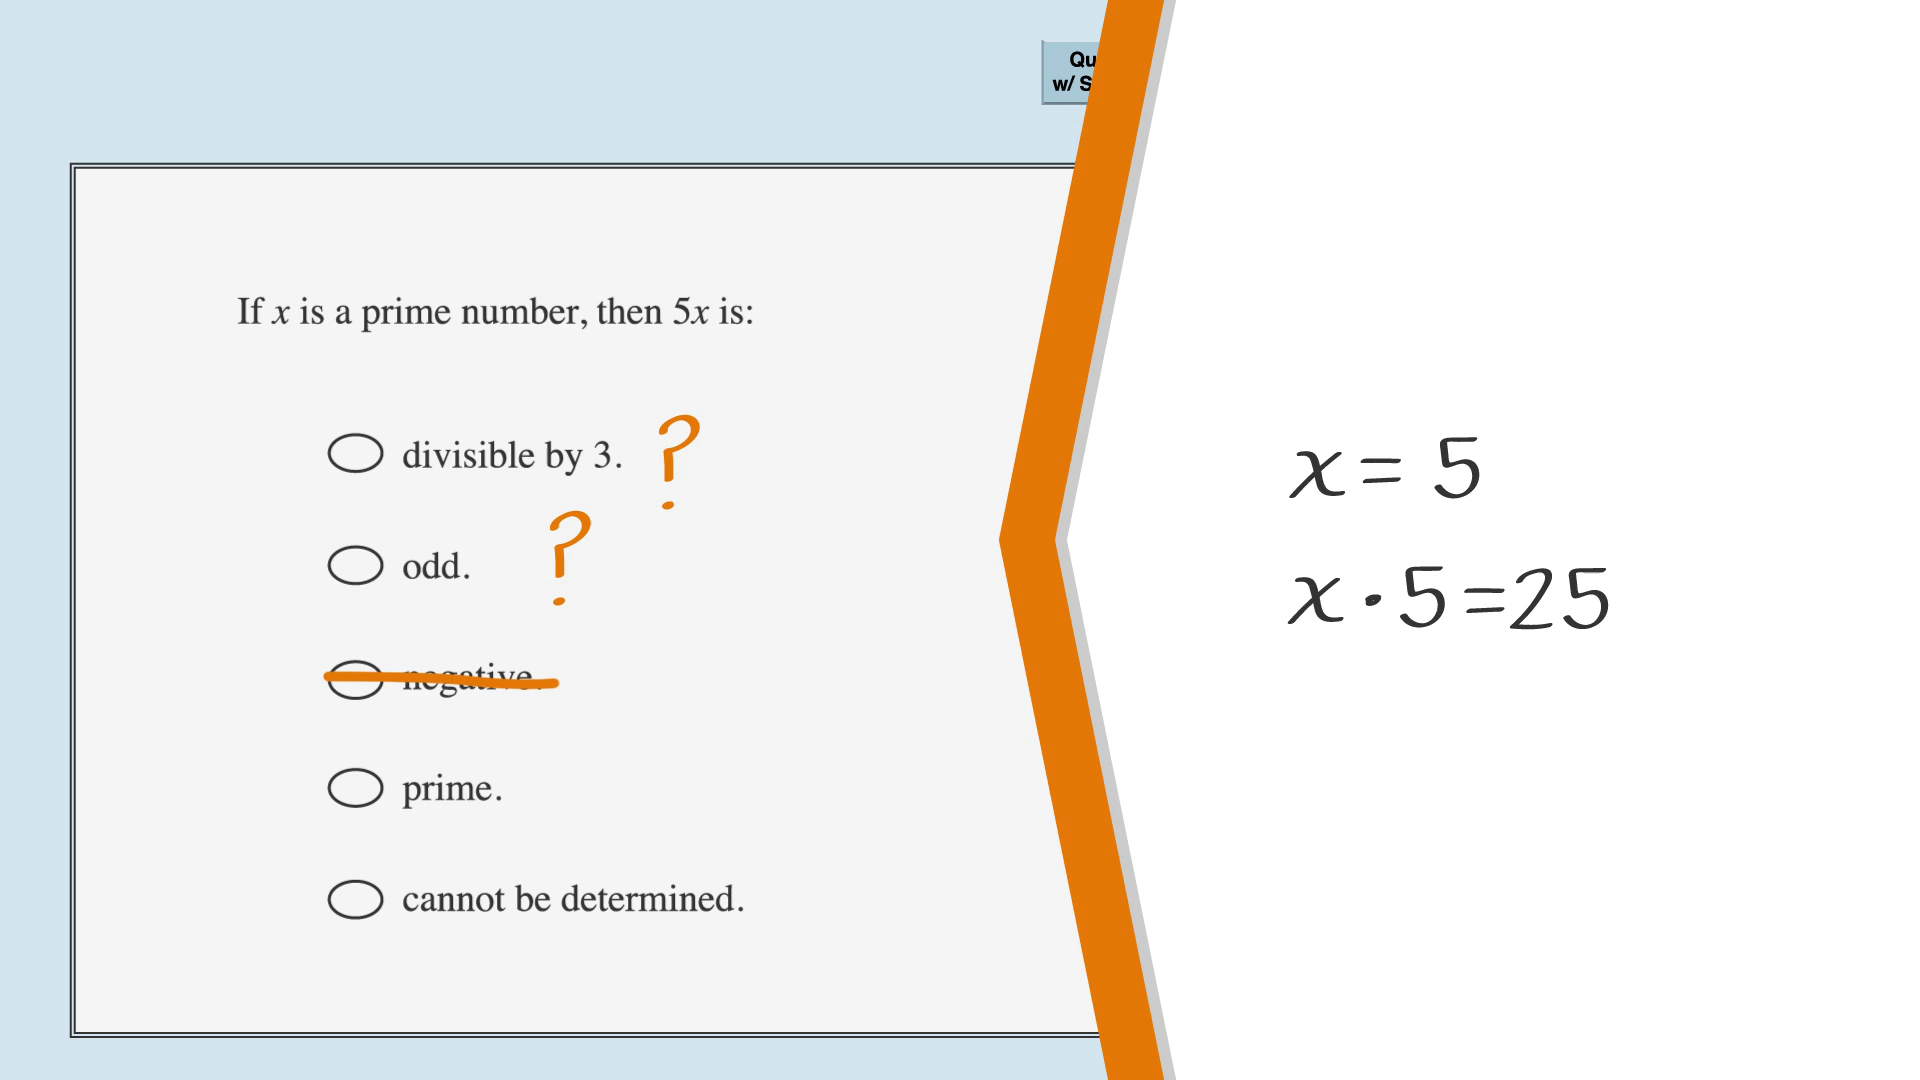 Qu
w/ S
If x is a prime number, then 5x is:
divisible by 3. ?
odd. ?
negative.
prime.
cannot be determined.
x = 5
x · 5 = 25